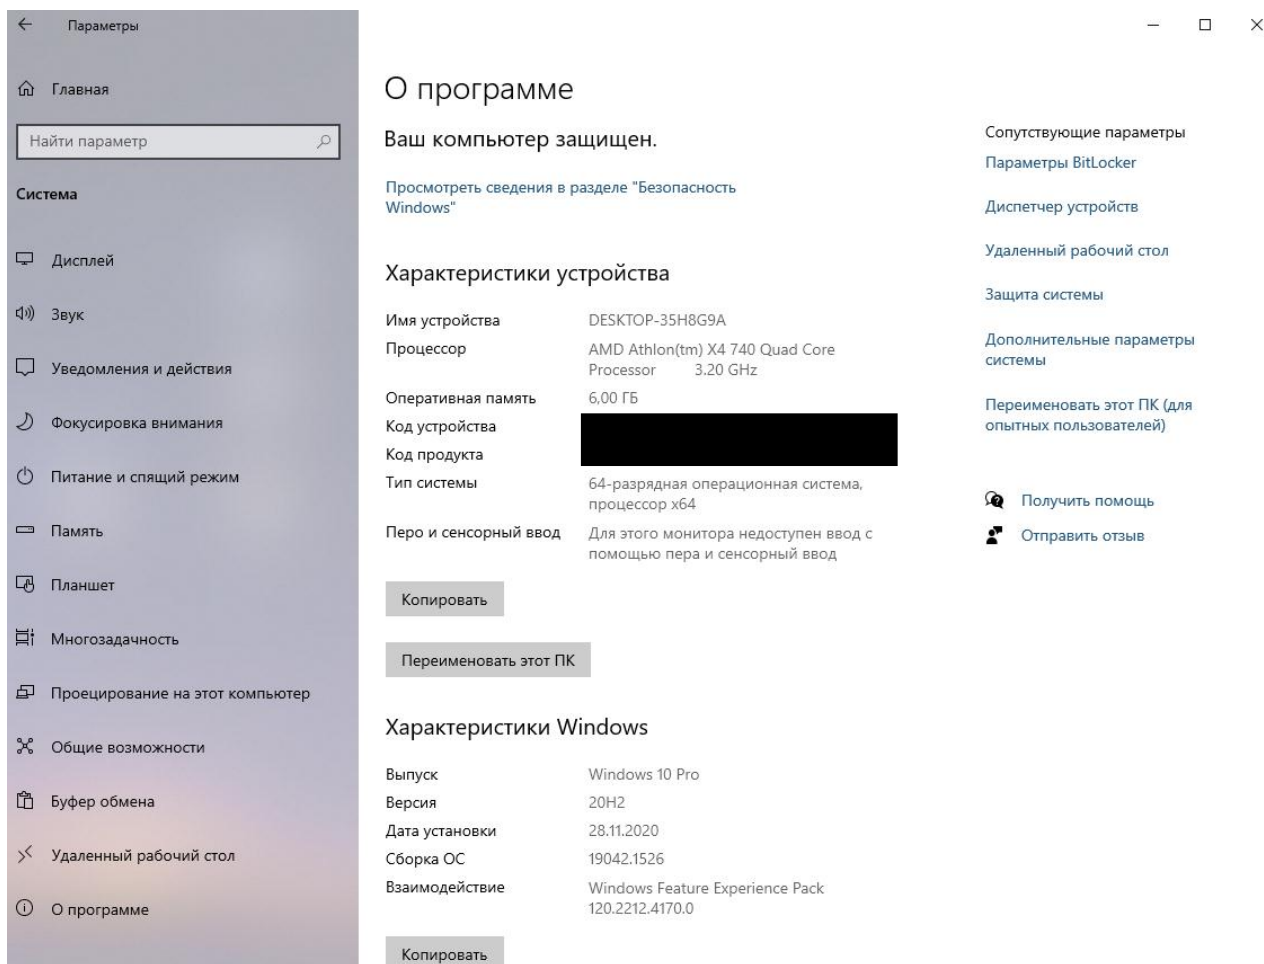 Параметры
Главная
Найти параметр
Система
Дисплей
Звук
Уведомления и действия
Фокусировка внимания
Питание и спящий режим
Память
Планшет
Многозадачность
Проецирование на этот компьютер
Общие возможности
Буфер обмена
Удаленный рабочий стол
О программе
О программе
Ваш компьютер защищен.
Просмотреть сведения в разделе "Безопасность
Windows"
Характеристики устройства
Имя устройства DESKTOP-35H8G9A
Процессор AMD Athlon(tm) X4 740 Quad Core
Processor 3.20 GHz
Оперативная память 6,00 ГБ
Код устройства
Код продукта
Тип системы 64-разрядная операционная система,
процессор x64
Перо и сенсорный ввод Для этого монитора недоступен ввод с
помощью пера и сенсорный ввод
Копировать
Переименовать этот ПК
Характеристики Windows
Выпуск Windows 10 Pro
Версия 20H2
Дата установки 28.11.2020
Сборка ОС 19042.1526
Взаимодействие Windows Feature Experience Pack
120.2212.4170.0
Копировать
Сопутствующие параметры
Параметры BitLocker
Диспетчер устройств
Удаленный рабочий стол
Защита системы
Дополнительные параметры
системы
Переименовать этот ПК (для
опытных пользователей)
Получить помощь
Отправить отзыв